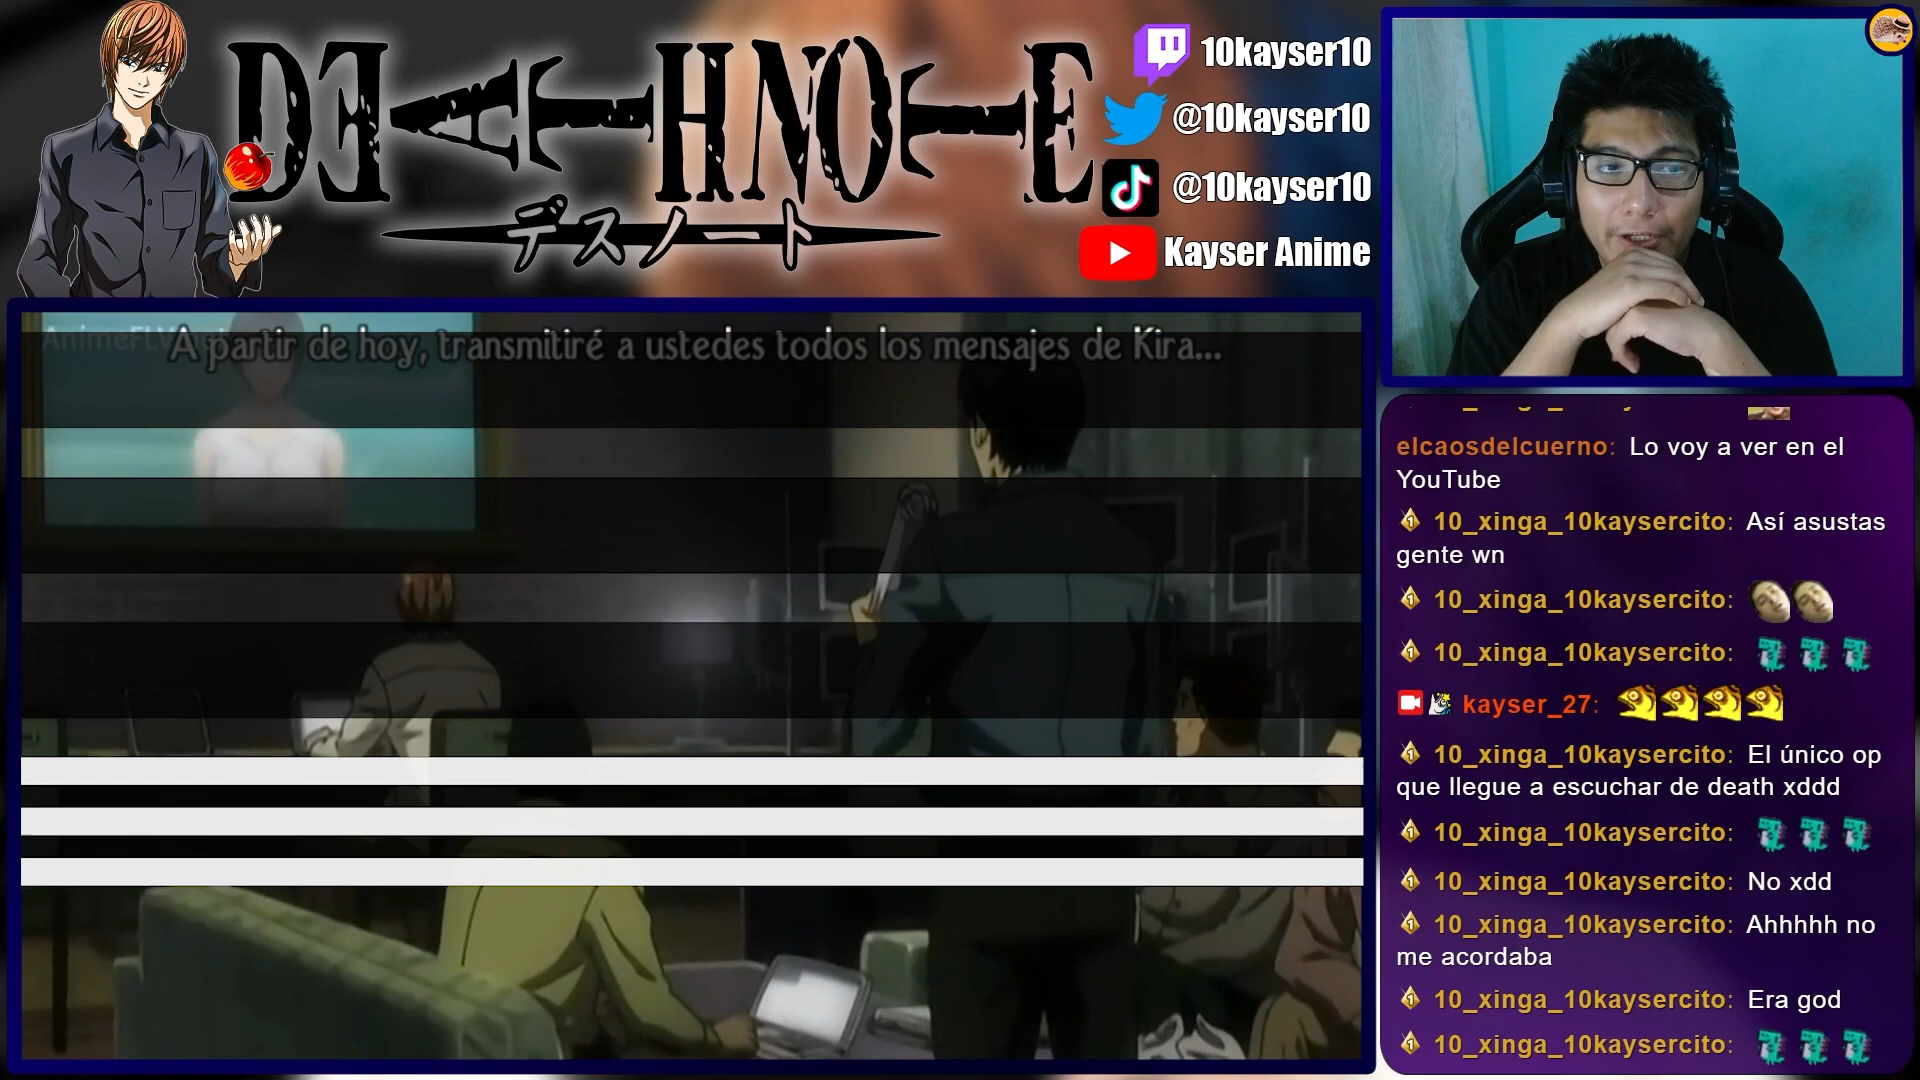 DEATH NOTE
デスノート
10kayser10
@10kayser10
@10kayser10
Kayser Anime
AnimeFLV
A partir de hoy, transmitiré a ustedes todos los mensajes de Kira...
elcaosdelcuerno: Lo voy a ver en el
YouTube
10_xinga_10kaysercito: Así asustas
gente wn
10_xinga_10kaysercito:
10_xinga_10kaysercito:
kayser_27:
10_xinga_10kaysercito: El único op
que llegue a escuchar de death xddd
10_xinga_10kaysercito:
10_xinga_10kaysercito: No xdd
10_xinga_10kaysercito: Ahhhhh no
me acordaba
10_xinga_10kaysercito: Era god
10_xinga_10kaysercito: